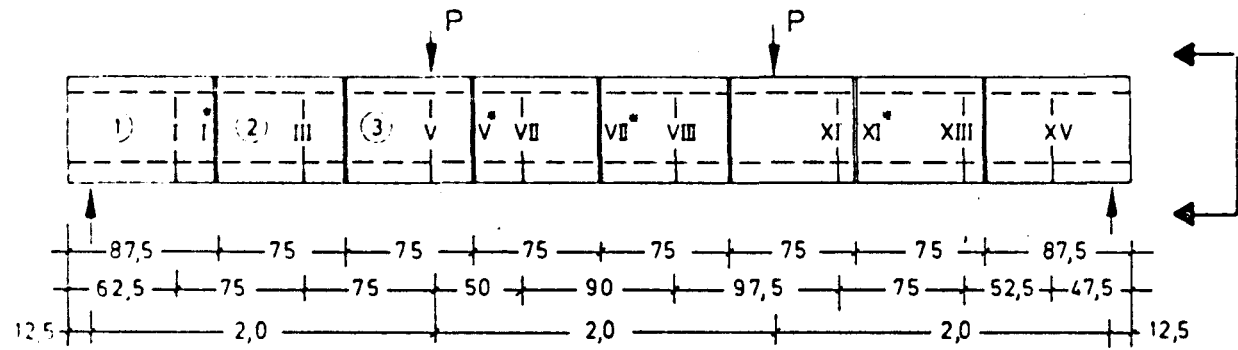 P P
1 I I* 2 III 3 V V* VII VII* VIII XI XI* XIII XV
87,5 75 75 75 75 75 75 87,5
62,5 75 75 50 90 97,5 75 52,5 47,5
12,5 2,0 2,0 2,0 12,5